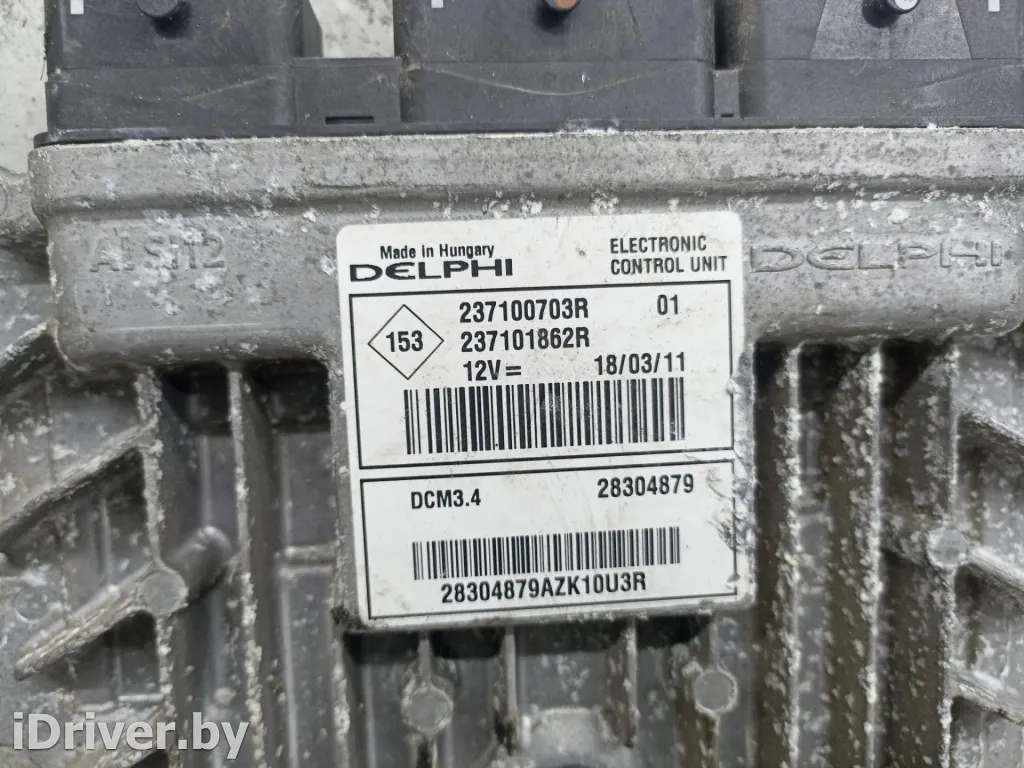 AlSi12
DELPHI
Made in Hungary
DELPHI
ELECTRONIC
CONTROL UNIT
153
237100703R 01
237101862R
12V= 18/03/11
DCM3.4 28304879
28304879AZK10U3R
iDriver.by